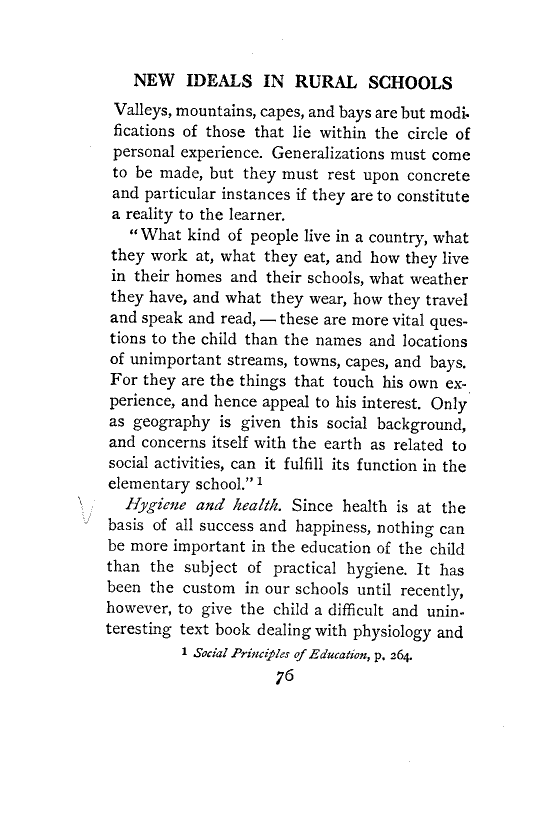 NEW IDEALS IN RURAL SCHOOLS
Valleys, mountains, capes, and bays are but modi-
fications of those that lie within the circle of
personal experience. Generalizations must come
to be made, but they must rest upon concrete
and particular instances if they are to constitute
a reality to the learner.
"What kind of people live in a country, what
they work at, what they eat, and how they live
in their homes and their schools, what weather
they have, and what they wear, how they travel
and speak and read, — these are more vital ques-
tions to the child than the names and locations
of unimportant streams, towns, capes, and bays.
For they are the things that touch his own ex-
perience, and hence appeal to his interest. Only
as geography is given this social background,
and concerns itself with the earth as related to
social activities, can it fulfill its function in the
elementary school." 1
Hygiene and health. Since health is at the
basis of all success and happiness, nothing can
be more important in the education of the child
than the subject of practical hygiene. It has
been the custom in our schools until recently,
however, to give the child a difficult and unin-
teresting text book dealing with physiology and
1 Social Principles of Education, p. 264.
76